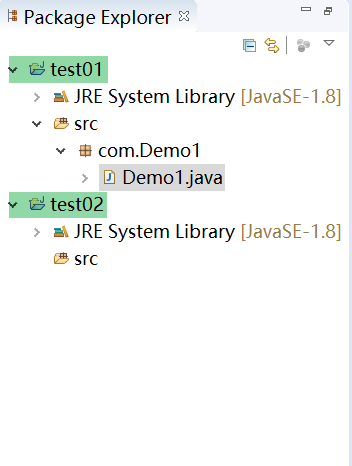 Package Explorer
test01
JRE System Library [JavaSE-1.8]
src
com.Demo1
Demo1.java
test02
JRE System Library [JavaSE-1.8]
src